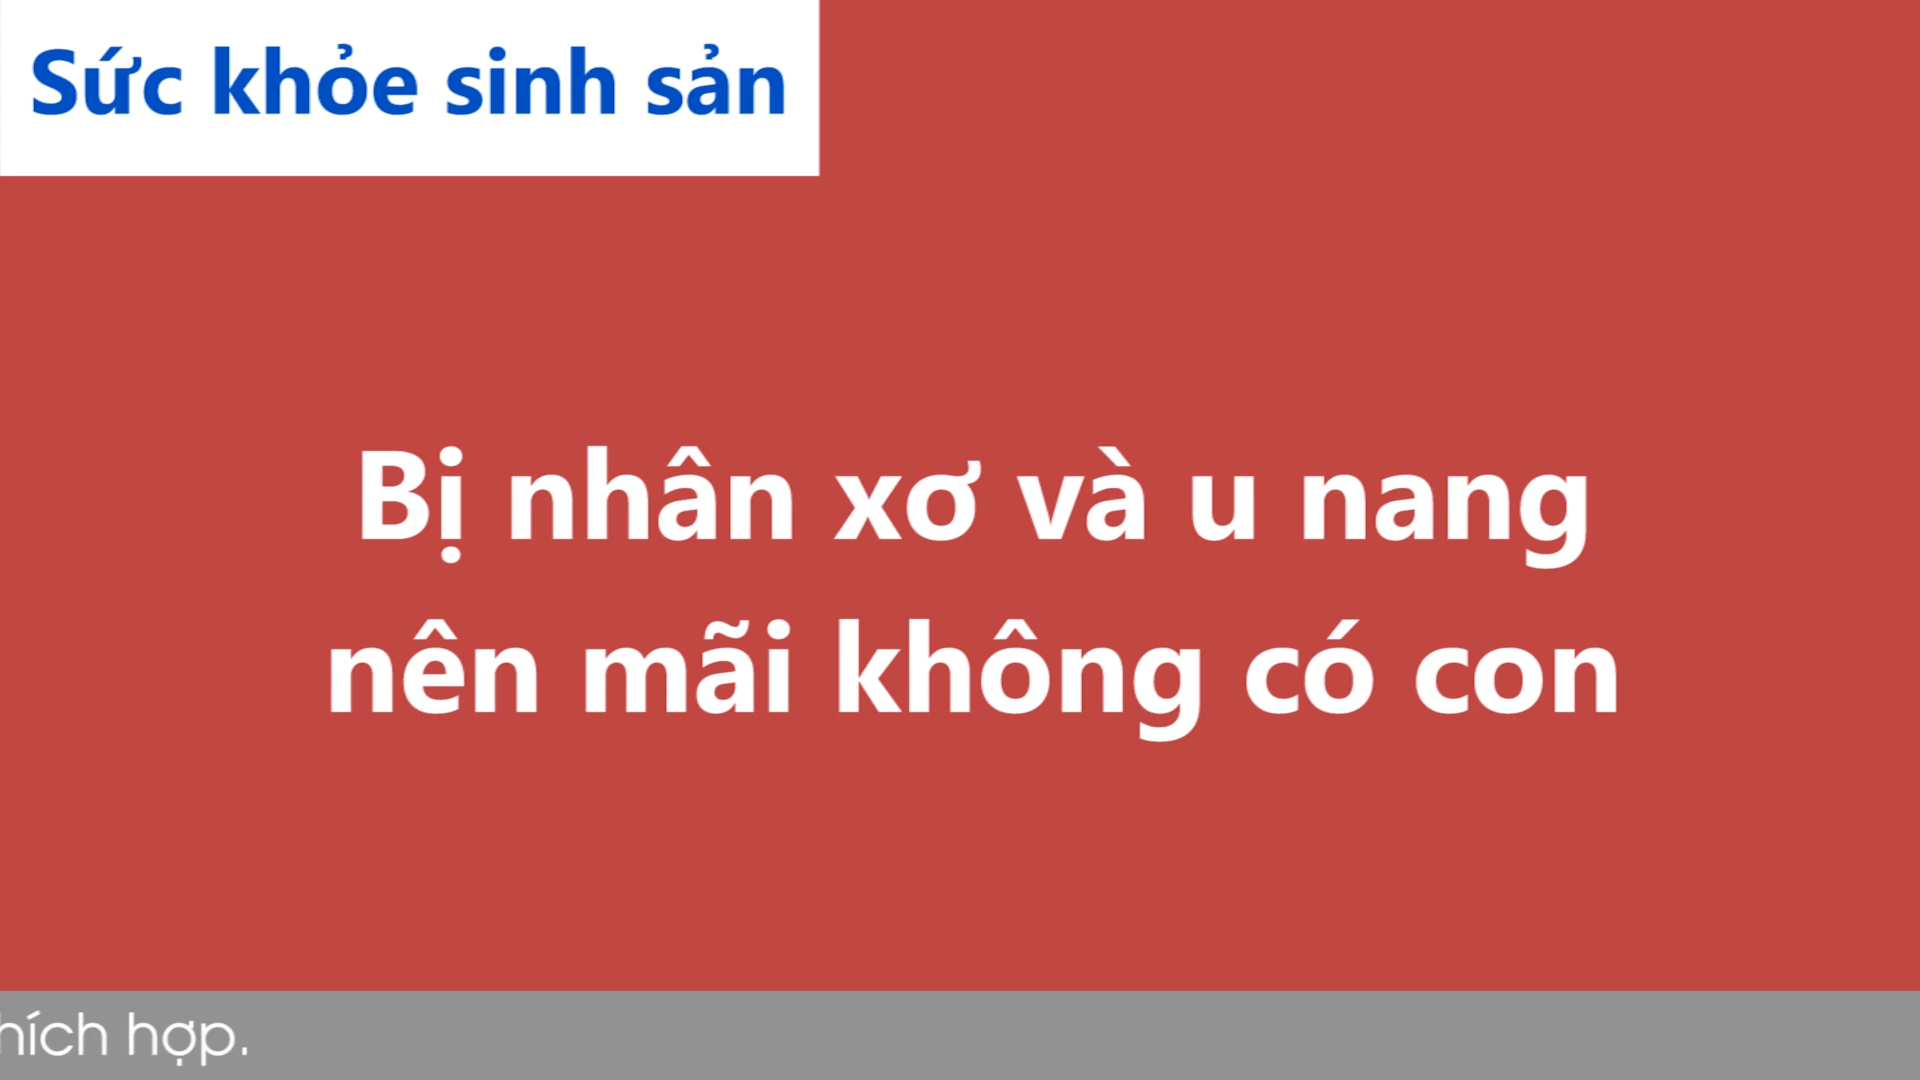 Sức khỏe sinh sản
Bị nhân xơ và u nang
nên mãi không có con
hợp.